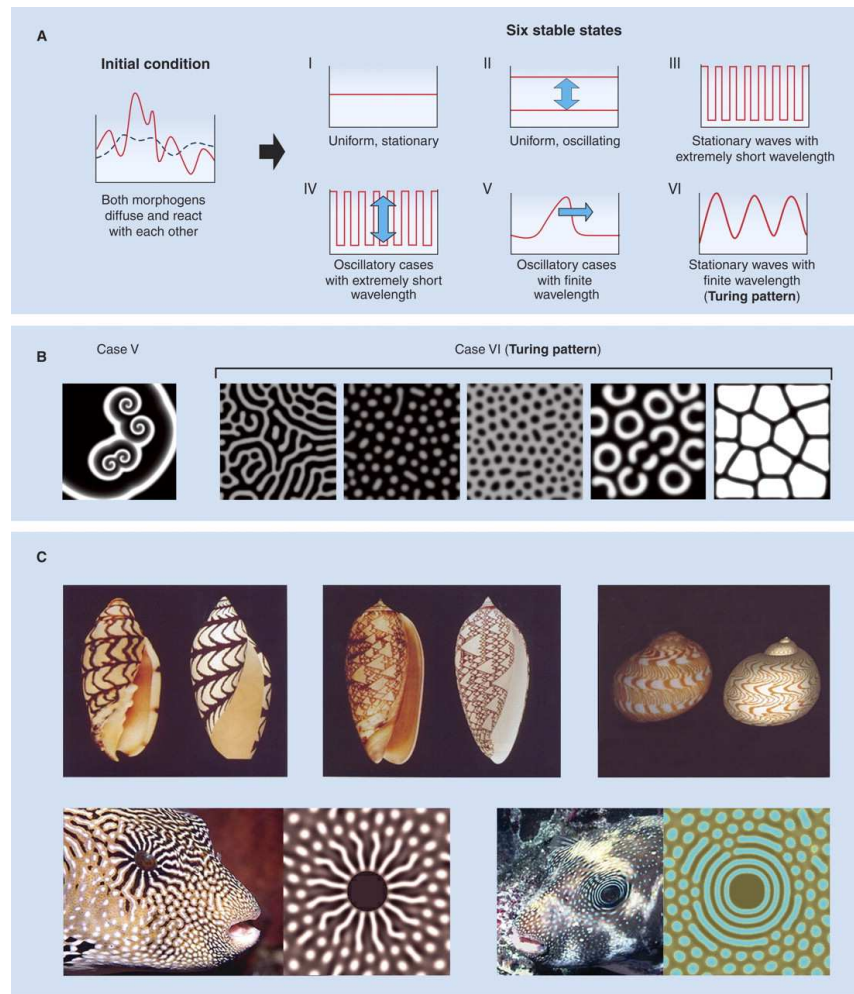 A
Six stable states
Initial condition
Both morphogens
diffuse and react
with each other
I
Uniform, stationary
II
Uniform, oscillating
III
Stationary waves with
extremely short wavelength
IV
Oscillatory cases
with extremely short
wavelength
V
Oscillatory cases
with finite
wavelength
VI
Stationary waves with
finite wavelength
(Turing pattern)
B
Case V
Case VI (Turing pattern)
C